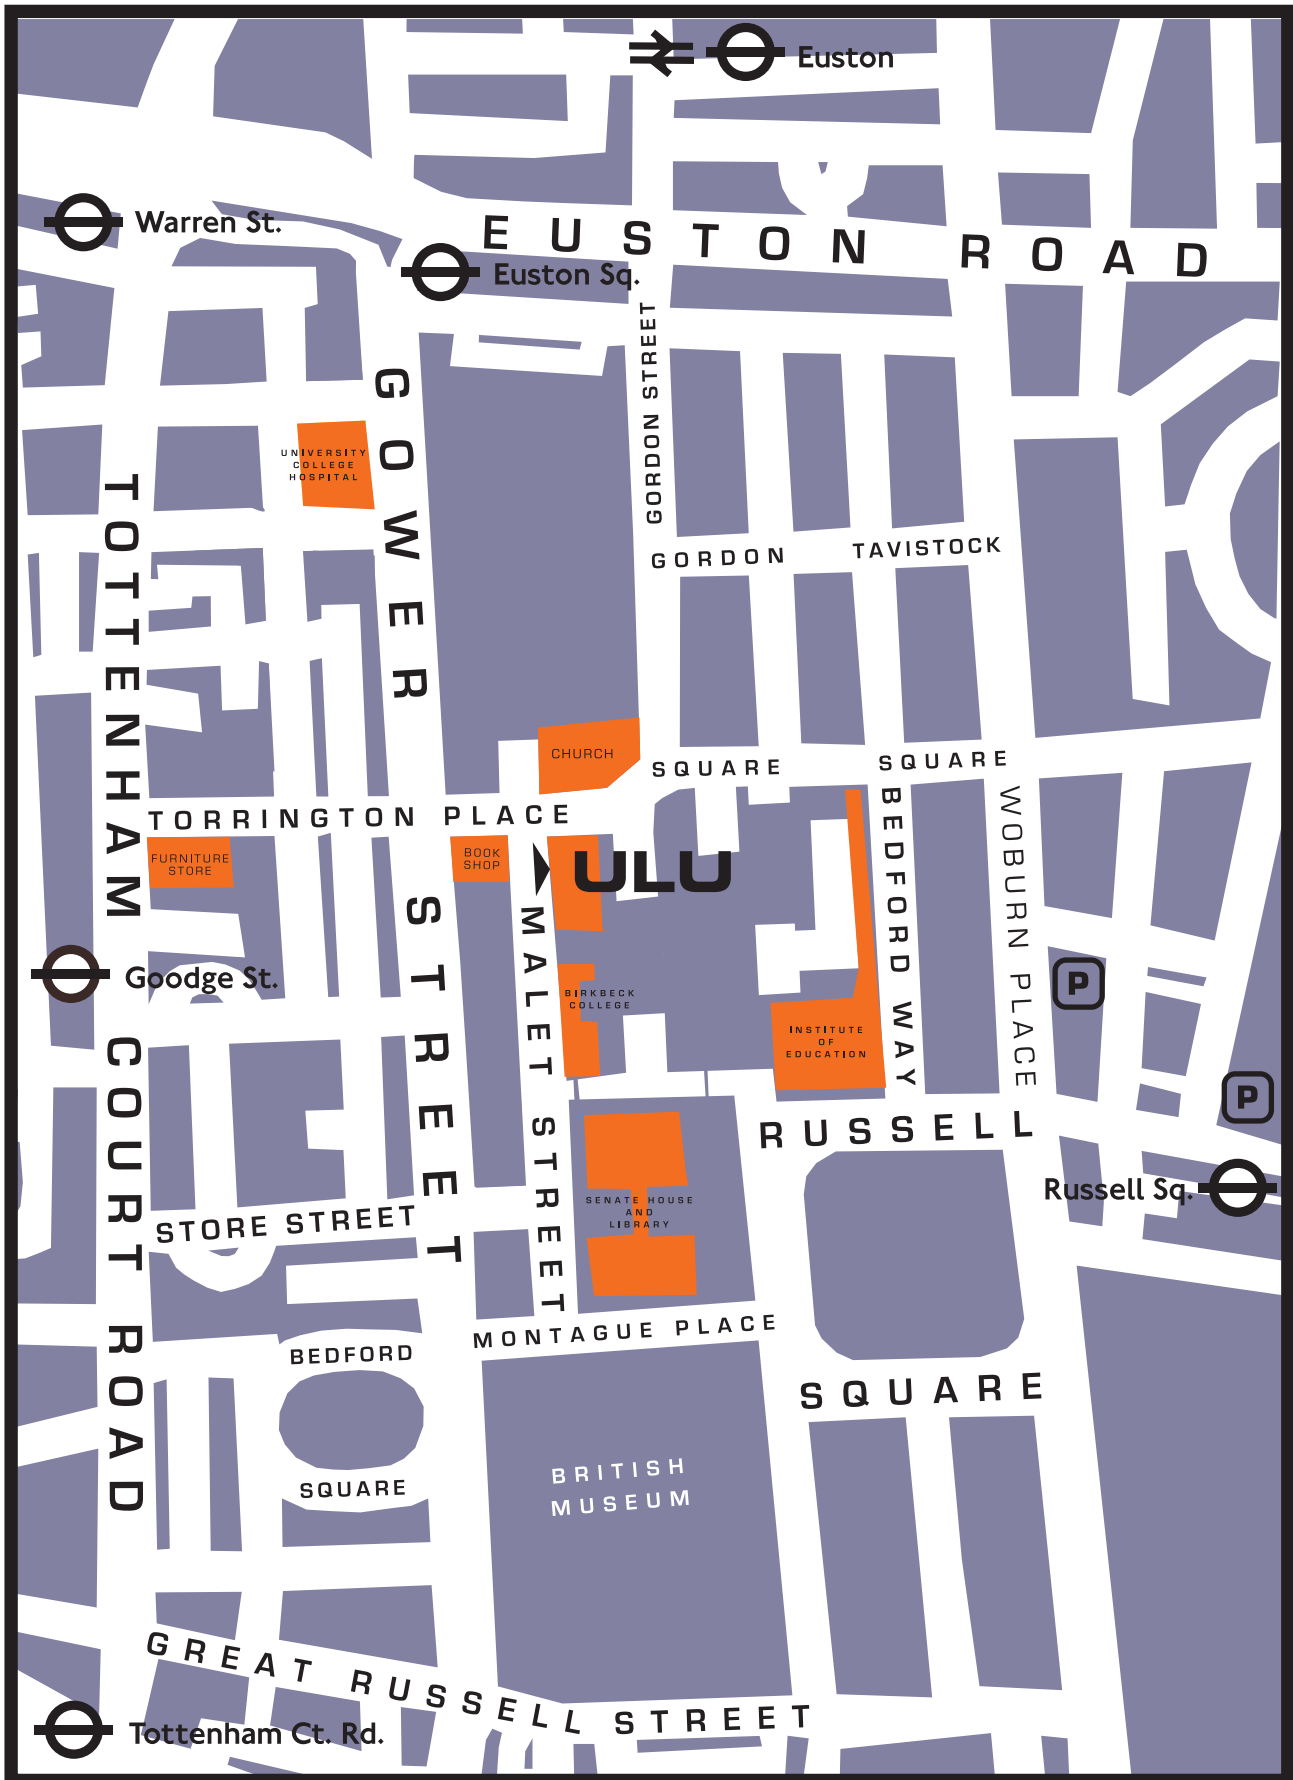 Euston
Warren St.
EUSTON ROAD
Euston Sq.
GORDON STREET
GOWER STREET
UNIVERSITY
COLLEGE
HOSPITAL
TOTTENHAM COURT ROAD
GORDON
SQUARE
TAVISTOCK
SQUARE
CHURCH
TORRINGTON PLACE
FURNITURE
STORE
BOOK
SHOP
ULU
BEDFORD WAY
WOBURN PLACE
MALET STREET
Goodge St.
P
BIRKBECK
COLLEGE
INSTITUTE
OF
EDUCATION
P
RUSSELL
SQUARE
Russell Sq.
SENATE HOUSE
AND
LIBRARY
STORE STREET
MONTAGUE PLACE
BEDFORD
SQUARE
BRITISH
MUSEUM
GREAT RUSSELL STREET
Tottenham Ct. Rd.